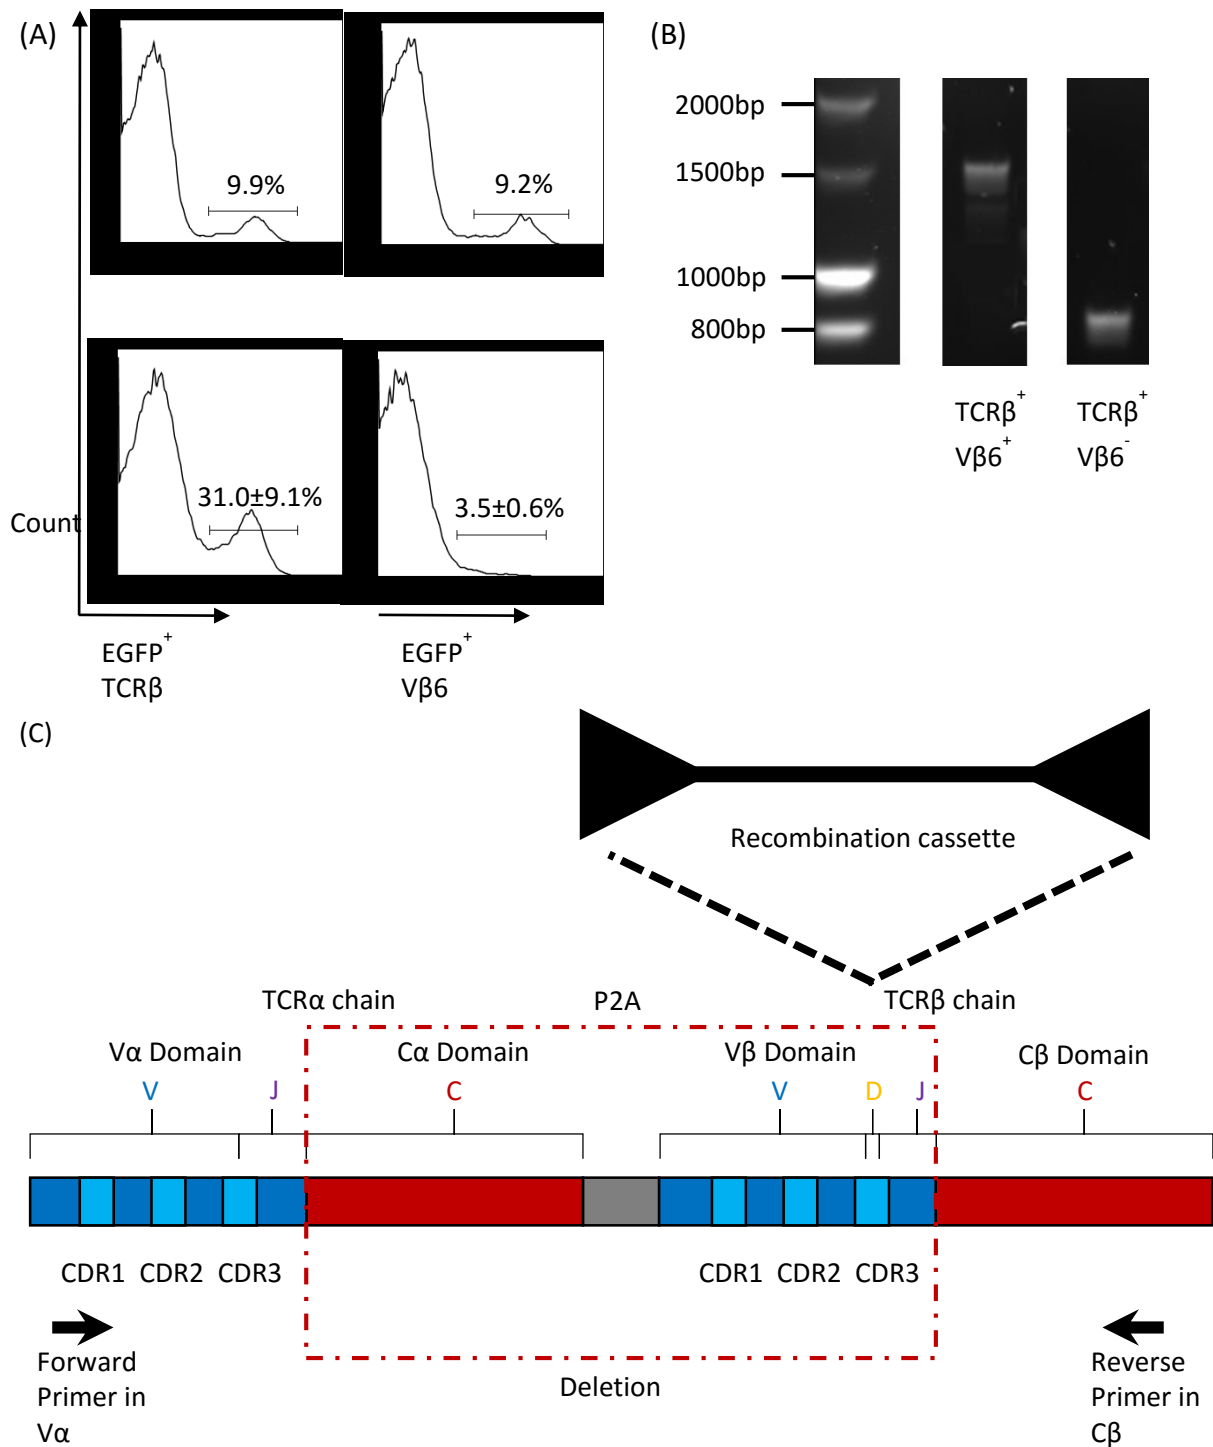 (A)
(B)
9.9%
9.2%
31.0±9.1%
3.5±0.6%
Count
EGFP+
TCRβ
EGFP+
Vβ6
2000bp
1500bp
1000bp
800bp
TCRβ+
Vβ6-
TCRβ+
Vβ6+
(C)
Recombination cassette
TCRα chain
P2A
TCRβ chain
Vα Domain
Cα Domain
Vβ Domain
Cβ Domain
V
J
C
V
D
J
C
CDR1
CDR2
CDR3
CDR1
CDR2
CDR3
Forward
Primer in
Vα
Deletion
Reverse
Primer in
Cβ